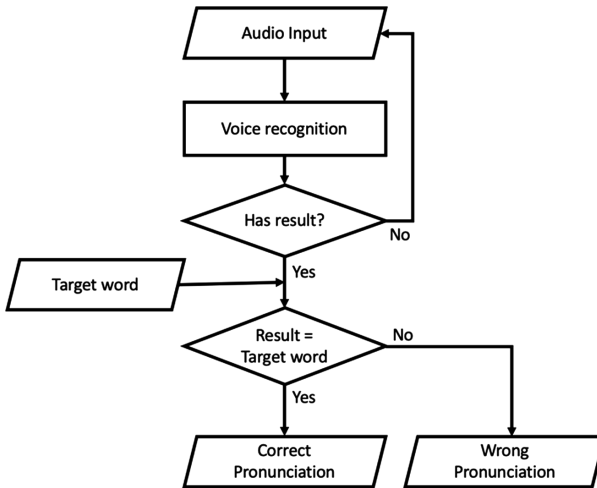 Audio Input
Voice recognition
Has result?
No
Yes
Target word
Result =
Target word
No
Yes
Correct
Pronunciation
Wrong
Pronunciation